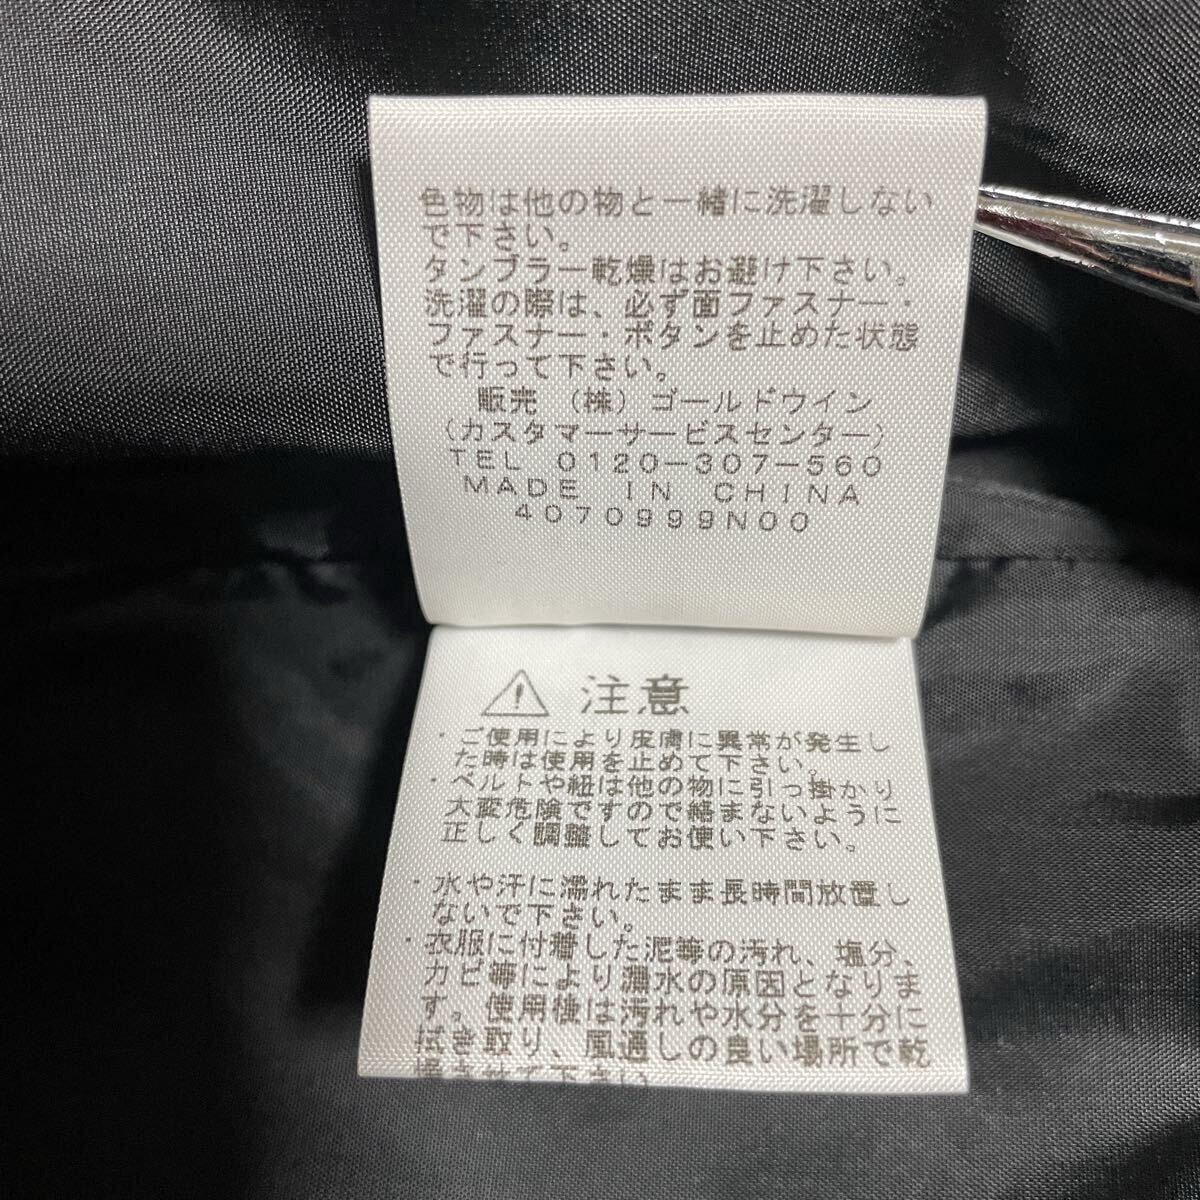 色物は他の物と一緒に洗濯しない
で下さい。
タンブラー乾燥はお避け下さい。
洗濯の際は、必ず面ファスナー・
ファスナー・ボタンを止めた状態
で行って下さい。
販売 (株)ゴールドウイン
(カスタマーサービスセンター)
TEL 0120-307-560
MADE IN CHINA
4070999N00
注意
・ご使用により皮膚に異常が発生し
た時は使用を止めて下さい。
・ベルトや紐は他の物に引っ掛かり
大変危険ですので絡まないように
正しく調整してお使い下さい。
・水や汗に濡れたまま長時間放置し
ないで下さい。
・衣服に付着した泥等の汚れ、塩分、
カビ等により漏水の原因となりま
す。使用後は汚れや水分を十分に
拭き取り、風通しの良い場所で乾
燥させて下さい。